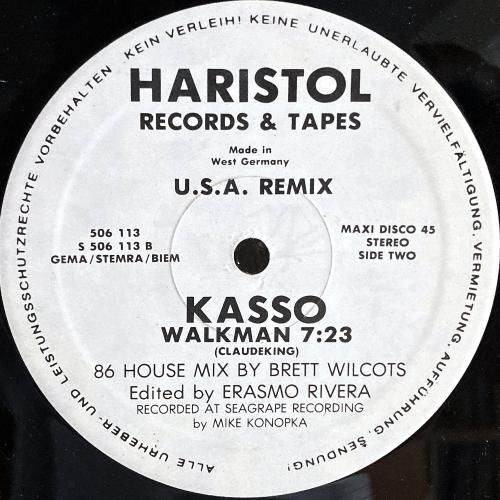 ALLE URHEBER- UND LEISTUNGSSCHUTZRECHTE VORBEHALTEN KEIN VERLEIH! KEINE UNERLAUBTE VERVIELFÄLTIGUNG, VERMIETUNG, AUFFÜHRUNG, SENDUNG!
HARISTOL
RECORDS & TAPES
Made in
West Germany
U.S.A. REMIX
506 113
S 506 113 B
GEMA/STEMRA/BIEM
MAXI DISCO 45
STEREO
SIDE TWO
KASSO
WALKMAN 7:23
(CLAUDEKING)
86 HOUSE MIX BY BRETT WILCOTS
Edited by ERASMO RIVERA
RECORDED AT SEAGRAPE RECORDING
by MIKE KONOPKA